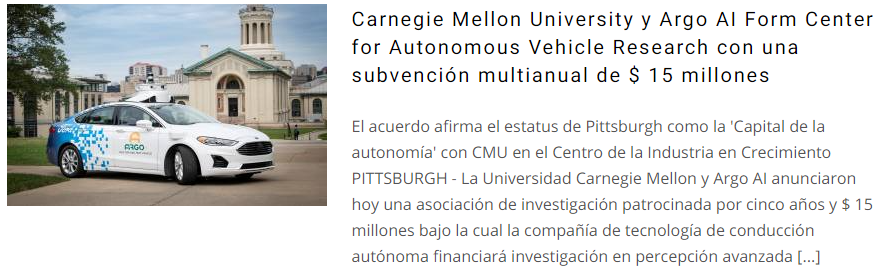 Carnegie Mellon University y Argo AI Form Center
for Autonomous Vehicle Research con una
subvención multianual de $ 15 millones
El acuerdo afirma el estatus de Pittsburgh como la 'Capital de la
autonomía' con CMU en el Centro de la Industria en Crecimiento
PITTSBURGH - La Universidad Carnegie Mellon y Argo AI anunciaron
hoy una asociación de investigación patrocinada por cinco años y $ 15
millones bajo la cual la compañía de tecnología de conducción
autónoma financiará investigación en percepción avanzada [...]
Ford
ARGO